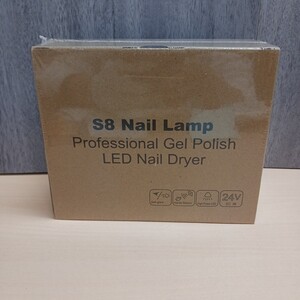 S8 Nail Lamp
Professional Gel Polish
LED Nail Dryer
24V